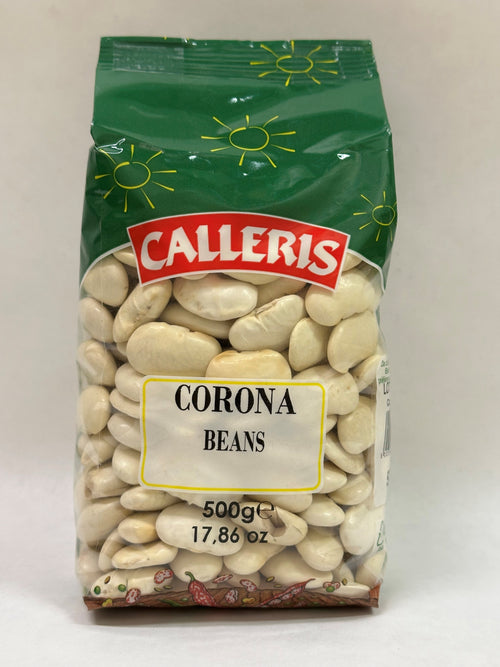 CALLERIS
CORONA
BEANS
500g℮
17,86 oz